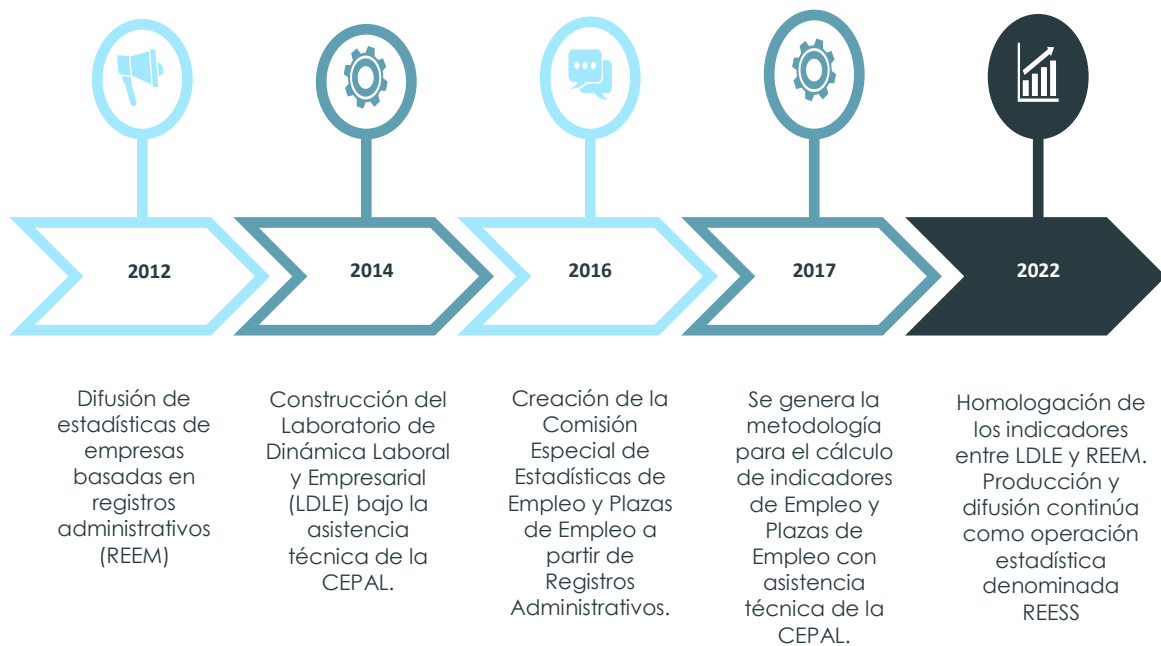 2012
2014
2016
2017
2022
Difusión de
estadísticas de
empresas
basadas en
registros
administrativos
(REEM)
Construcción del
Laboratorio de
Dinámica Laboral
y Empresarial
(LDLE) bajo la
asistencia
técnica de la
CEPAL.
Creación de la
Comisión
Especial de
Estadísticas de
Empleo y Plazas
de Empleo a
partir de
Registros
Administrativos.
Se genera la
metodología
para el cálculo
de indicadores
de Empleo y
Plazas de
Empleo con
asistencia
técnica de la
CEPAL.
Homologación de
los indicadores
entre LDLE y REEM.
Producción y
difusión continúa
como operación
estadística
denominada
REESS